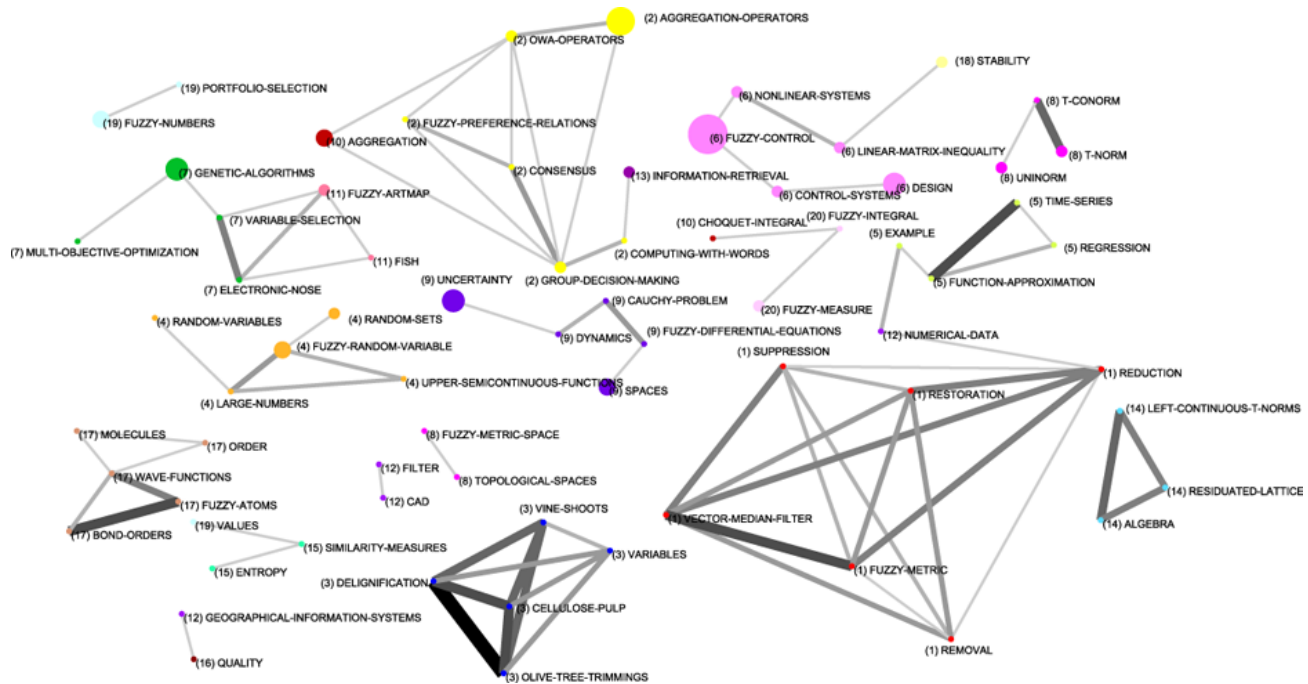 (2) AGGREGATION-OPERATORS
(2) OWA-OPERATORS
(18) STABILITY
(19) PORTFOLIO-SELECTION
(6) NONLINEAR-SYSTEMS
(8) T-CONORM
(19) FUZZY-NUMBERS
(2) FUZZY-PREFERENCE-RELATIONS
(10) AGGREGATION
(6) FUZZY-CONTROL
(6) LINEAR-MATRIX-INEQUALITY
(8) T-NORM
(7) GENETIC-ALGORITHMS
(2) CONSENSUS
(13) INFORMATION-RETRIEVAL
(8) UNINORM
(11) FUZZY-ARTMAP
(6) CONTROL-SYSTEMS
(6) DESIGN
(7) VARIABLE-SELECTION
(10) CHOQUET-INTEGRAL
(20) FUZZY-INTEGRAL
(5) TIME-SERIES
(7) MULTI-OBJECTIVE-OPTIMIZATION
(11) FISH
(2) COMPUTING-WITH-WORDS
(5) EXAMPLE
(5) REGRESSION
(7) ELECTRONIC-NOSE
(9) UNCERTAINTY
(2) GROUP-DECISION-MAKING
(5) FUNCTION-APPROXIMATION
(4) RANDOM-VARIABLES
(4) RANDOM-SETS
(9) CAUCHY-PROBLEM
(20) FUZZY-MEASURE
(9) DYNAMICS
(9) FUZZY-DIFFERENTIAL-EQUATIONS
(12) NUMERICAL-DATA
(4) FUZZY-RANDOM-VARIABLE
(1) SUPPRESSION
(4) LARGE-NUMBERS
(4) UPPER-SEMICONTINUOUS-FUNCTIONS
(9) SPACES
(1) RESTORATION
(1) REDUCTION
(14) LEFT-CONTINUOUS-T-NORMS
(17) MOLECULES
(17) ORDER
(8) FUZZY-METRIC-SPACE
(17) WAVE-FUNCTIONS
(12) FILTER
(8) TOPOLOGICAL-SPACES
(14) RESIDUATED-LATTICE
(17) FUZZY-ATOMS
(12) CAD
(3) VINE-SHOOTS
(1) VECTOR-MEDIAN-FILTER
(14) ALGEBRA
(17) BOND-ORDERS
(19) VALUES
(15) SIMILARITY-MEASURES
(3) VARIABLES
(15) ENTROPY
(3) DELIGNIFICATION
(1) FUZZY-METRIC
(12) GEOGRAPHICAL-INFORMATION-SYSTEMS
(3) CELLULOSE-PULP
(16) QUALITY
(1) REMOVAL
(3) OLIVE-TREE-TRIMMINGS